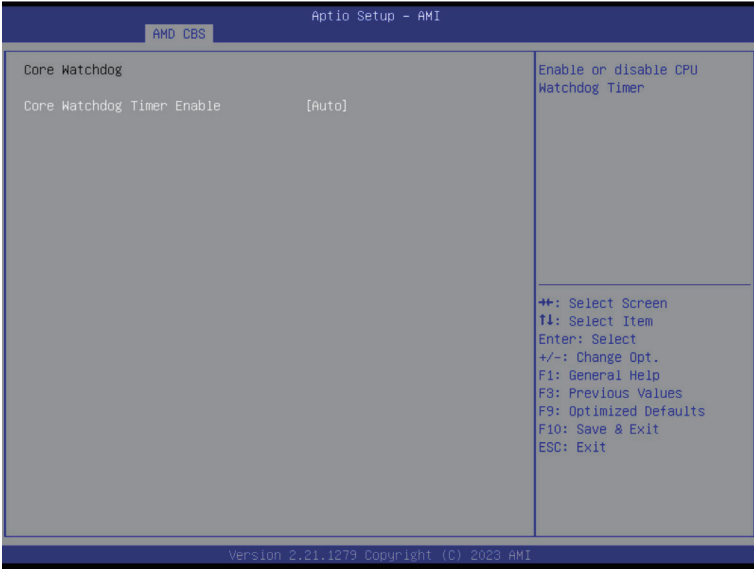 Aptio Setup – AMI
AMD CBS
Core Watchdog
Core Watchdog Timer Enable [Auto]
Enable or disable CPU
Watchdog Timer
→←: Select Screen
↑↓: Select Item
Enter: Select
+/-: Change Opt.
F1: General Help
F3: Previous Values
F9: Optimized Defaults
F10: Save & Exit
ESC: Exit
Version 2.21.1279 Copyright (C) 2023 AMI